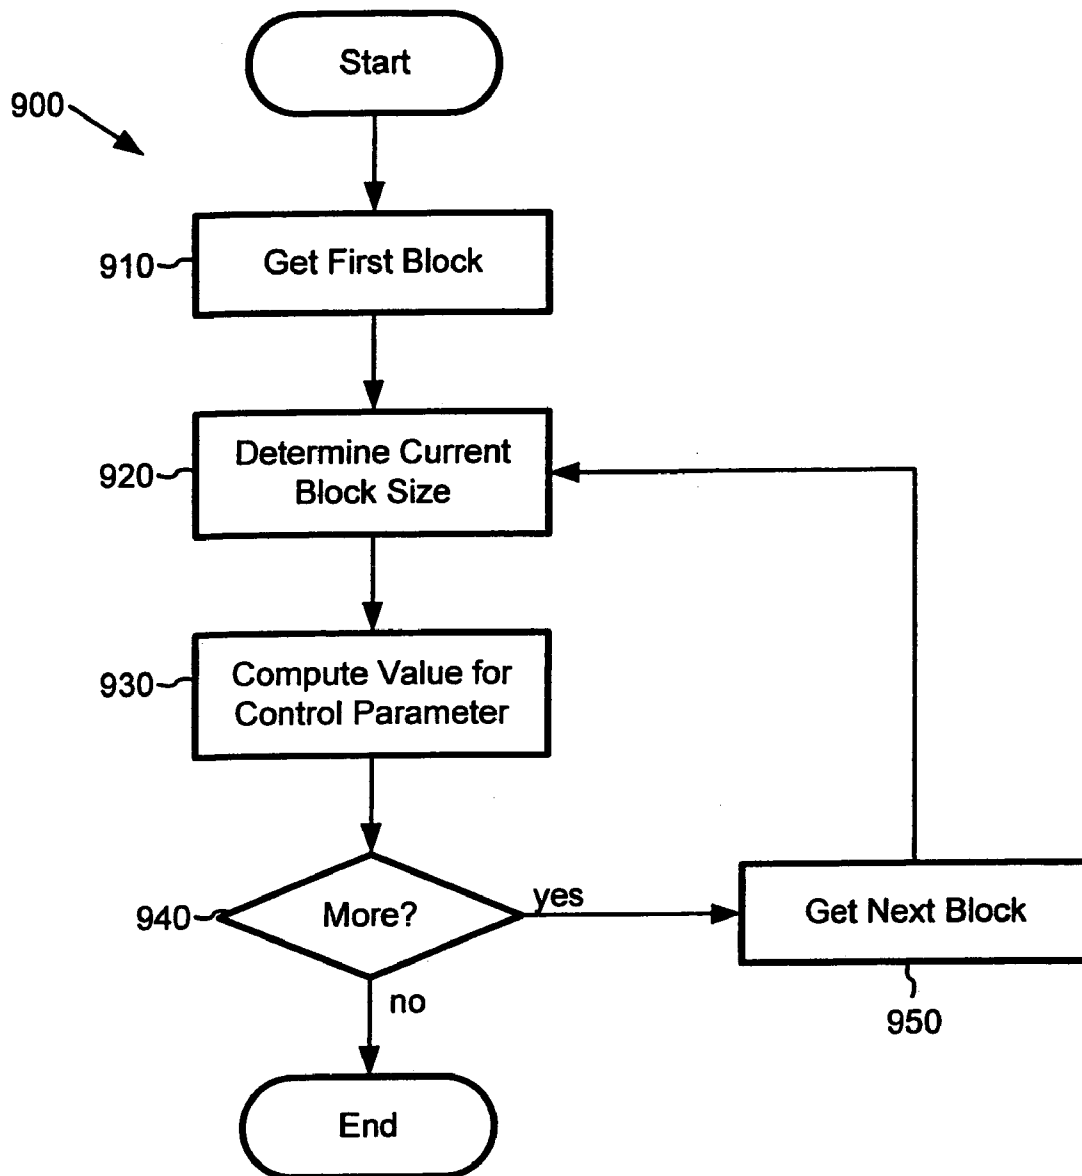 Start
900
Get First Block
910
Determine Current
Block Size
920
Compute Value for
Control Parameter
930
More?
940
yes
Get Next Block
950
no
End